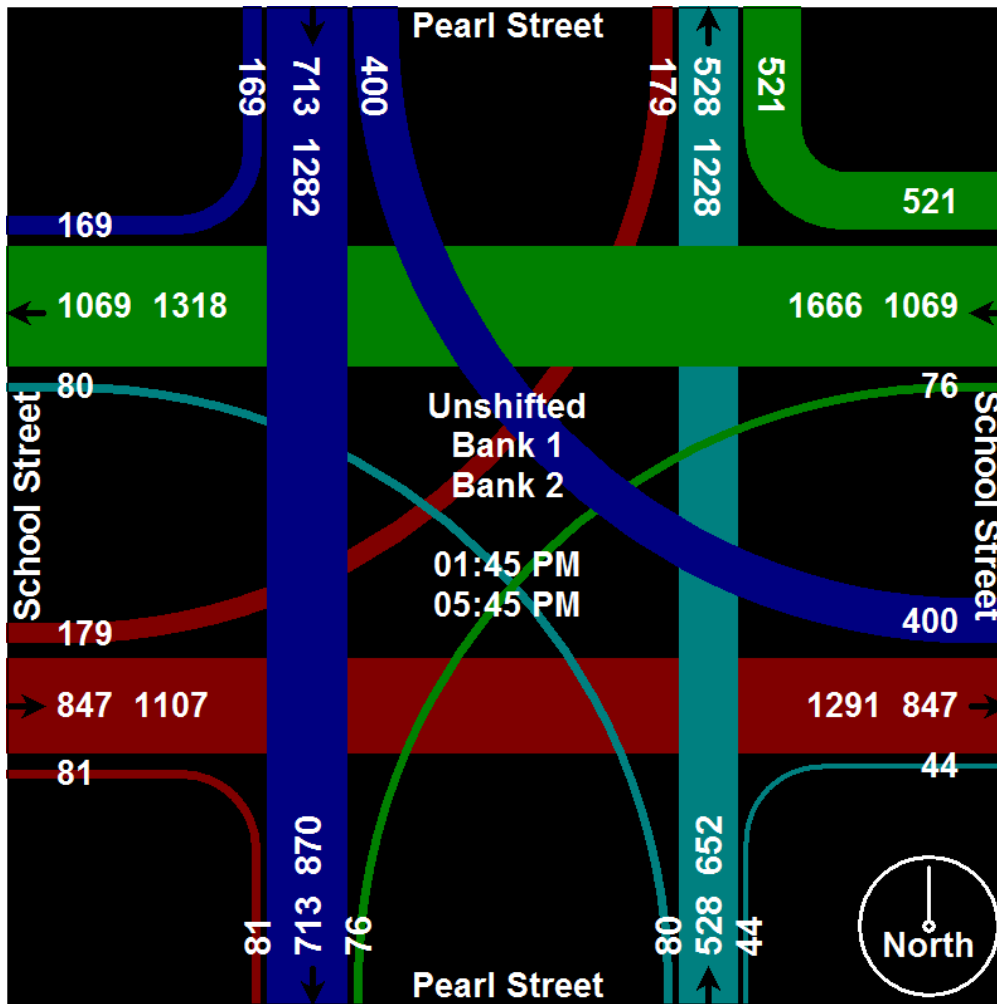 Pearl Street
169
713 1282
400
179
528 1228
521
169
521
1069 1318
1666 1069
80
76
School Street
Unshifted
Bank 1
Bank 2
School Street
01:45 PM
05:45 PM
179
400
847 1107
1291 847
81
44
81
713 870
76
80
528 652
44
North
Pearl Street